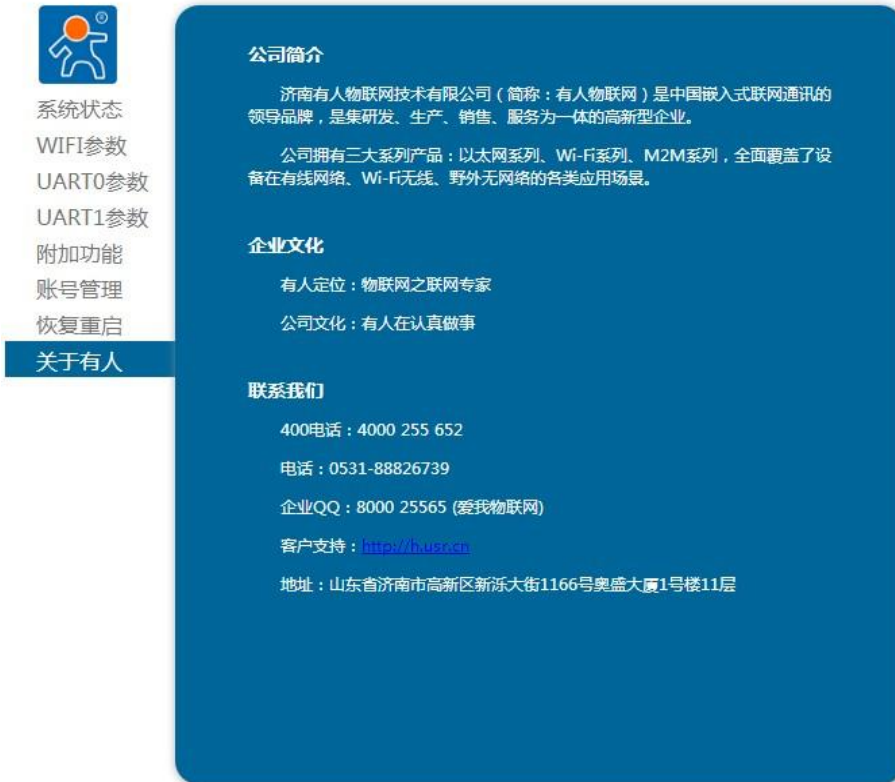 ®
系统状态
WIFI参数
UART0参数
UART1参数
附加功能
账号管理
恢复重启
关于有人
公司简介
济南有人物联网技术有限公司（简称：有人物联网）是中国嵌入式联网通讯的
领导品牌，是集研发、生产、销售、服务为一体的高新型企业。
公司拥有三大系列产品：以太网系列、Wi-Fi系列、M2M系列，全面覆盖了设
备在有线网络、Wi-Fi无线、野外无网络的各类应用场景。
企业文化
有人定位：物联网之联网专家
公司文化：有人在认真做事
联系我们
400电话：4000 255 652
电话：0531-88826739
企业QQ：8000 25565 (爱我物联网)
客户支持：http://h.usr.cn
地址：山东省济南市高新区新泺大街1166号奥盛大厦1号楼11层